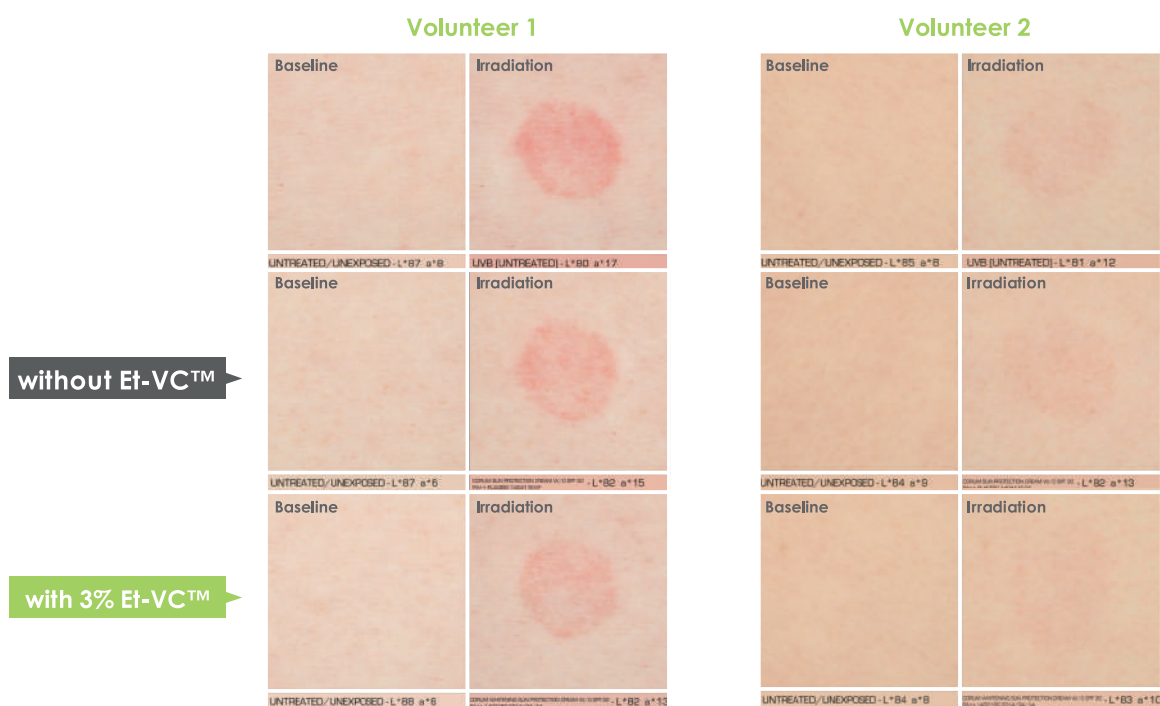 Volunteer 1
Volunteer 2
Baseline
Irradiation
Baseline
Irradiation
UNTREATED/UNEXPOSED - L*87 a*8
UVB (UNTREATED) - L*80 a*17
UNTREATED/UNEXPOSED - L*85 a*8
UVB (UNTREATED) - L*81 a*12
Baseline
Irradiation
Baseline
Irradiation
without Et-VC™
UNTREATED/UNEXPOSED - L*87 a*6
- L*82 a*15
UNTREATED/UNEXPOSED - L*84 a*9
- L*82 a*13
Baseline
Irradiation
Baseline
Irradiation
with 3% Et-VC™
UNTREATED/UNEXPOSED - L*88 a*6
- L*82 a*13
UNTREATED/UNEXPOSED - L*84 a*8
- L*83 a*10